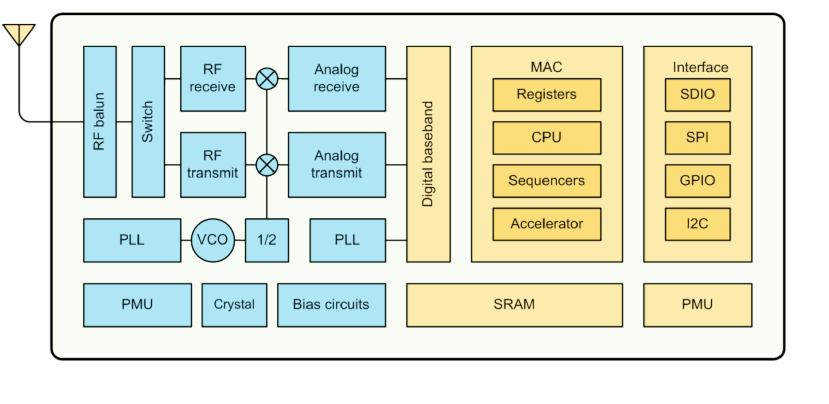 RF balun
Switch
RF
receive
Analog
receive
RF
transmit
Analog
transmit
Digital baseband
PLL
VCO
1/2
PLL
PMU
Crystal
Bias circuits
MAC
Registers
CPU
Sequencers
Accelerator
Interface
SDIO
SPI
GPIO
I2C
SRAM
PMU